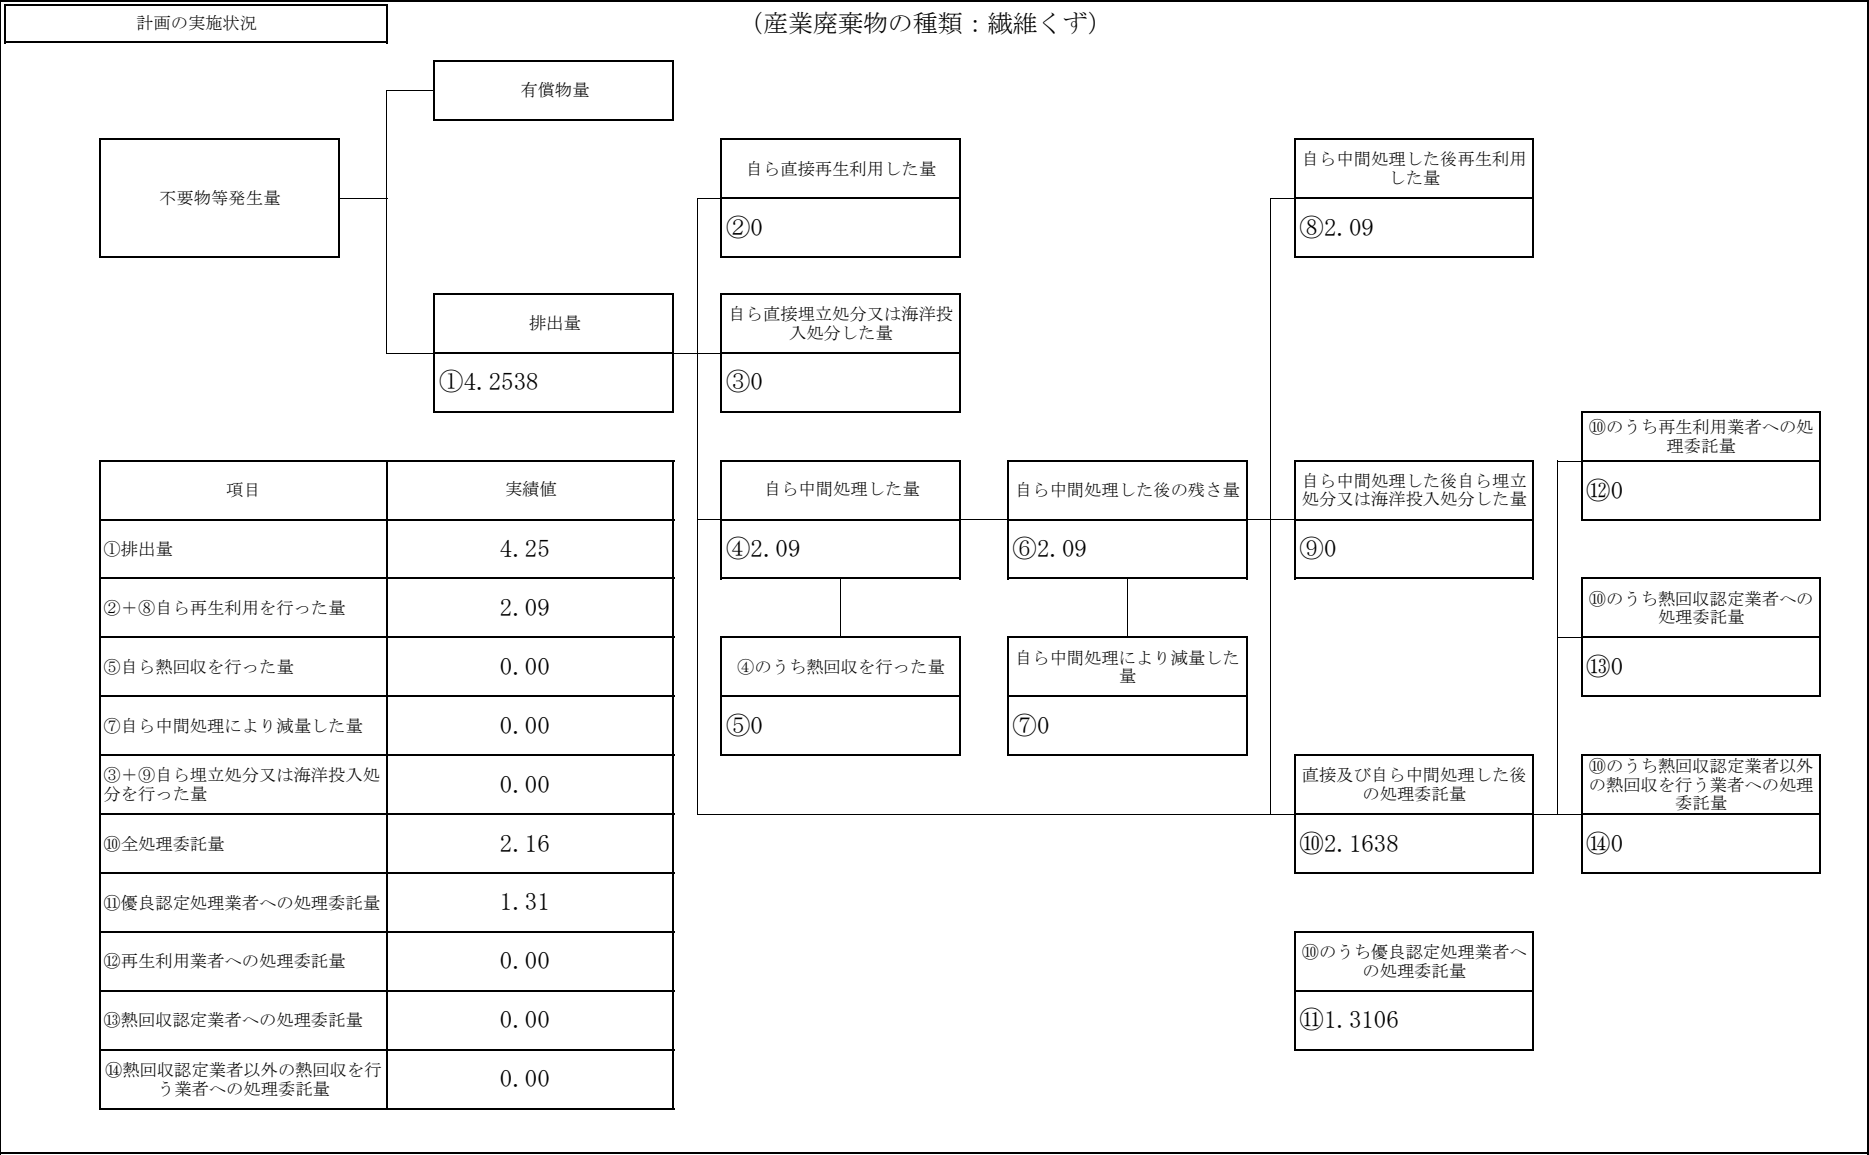 計画の実施状況
（産業廃棄物の種類：繊維くず）
有償物量
不要物等発生量
自ら直接再生利用した量
②0
自ら中間処理した後再生利用
した量
⑧2.09
排出量
①4.2538
自ら直接埋立処分又は海洋投
入処分した量
③0
⑩のうち再生利用業者への処
理委託量
⑫0
自ら中間処理した量
④2.09
自ら中間処理した後の残さ量
⑥2.09
自ら中間処理した後自ら埋立
処分又は海洋投入処分した量
⑨0
⑩のうち熱回収認定業者への
処理委託量
⑬0
④のうち熱回収を行った量
⑤0
自ら中間処理により減量した
量
⑦0
直接及び自ら中間処理した後
の処理委託量
⑩2.1638
⑩のうち熱回収認定業者以外
の熱回収を行う業者への処理
委託量
⑭0
⑩のうち優良認定処理業者へ
の処理委託量
⑪1.3106
項目 実績値
①排出量 4.25
②＋⑧自ら再生利用を行った量 2.09
⑤自ら熱回収を行った量 0.00
⑦自ら中間処理により減量した量 0.00
③＋⑨自ら埋立処分又は海洋投入処
分を行った量 0.00
⑩全処理委託量 2.16
⑪優良認定処理業者への処理委託量 1.31
⑫再生利用業者への処理委託量 0.00
⑬熱回収認定業者への処理委託量 0.00
⑭熱回収認定業者以外の熱回収を行
う業者への処理委託量 0.00